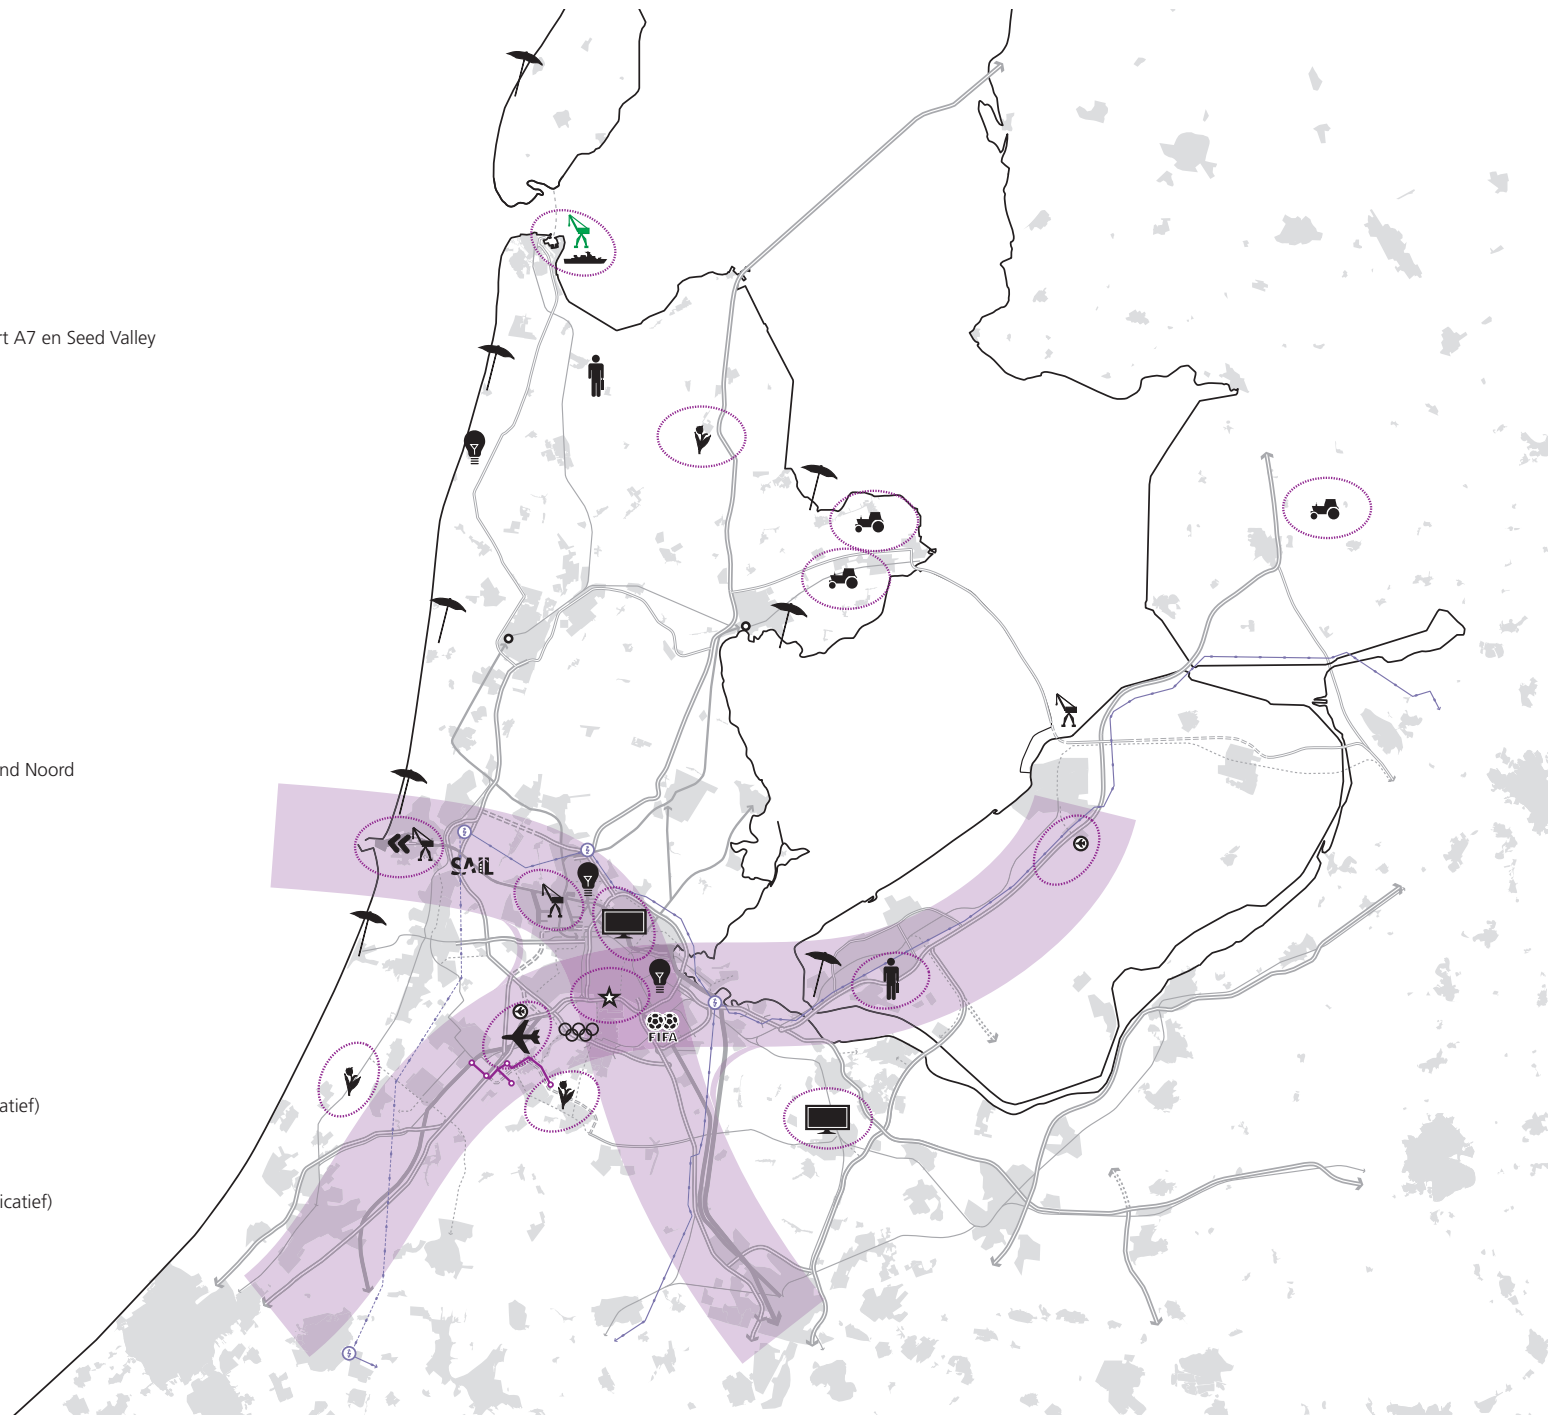 rt A7 en Seed Valley
nd Noord
SAIL
FIFA
atief)
icatief)